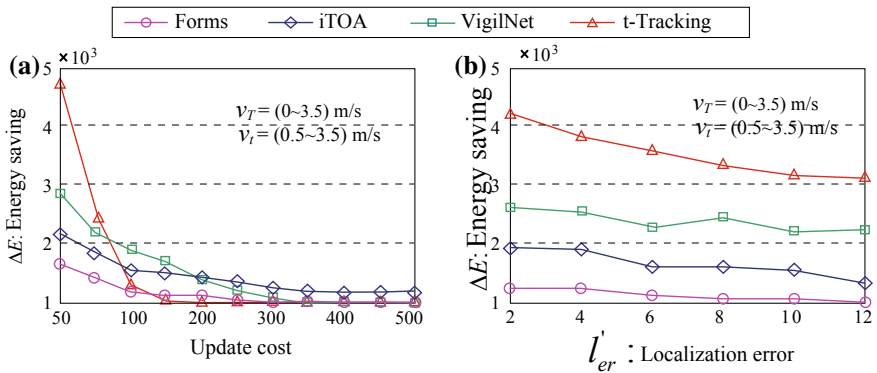 Forms iTOA VigilNet t-Tracking
(a)
×10³
ΔE: Energy saving
5
4
3
2
1
v_T = (0~3.5) m/s
v_t = (0.5~3.5) m/s
50 100 200 300 400 500
Update cost
(b)
×10³
ΔE: Energy saving
5
4
3
2
1
v_T = (0~3.5) m/s
v_t = (0.5~3.5) m/s
2 4 6 8 10 12
l'_er : Localization error